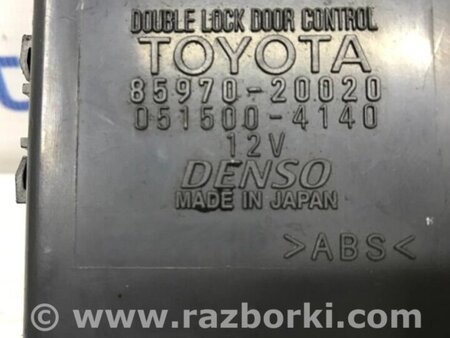 DOUBLE LOCK DOOR CONTROL
TOYOTA
85970-20020
051500-4140
12V
DENSO
MADE IN JAPAN
>ABS<
© www.razborki.com